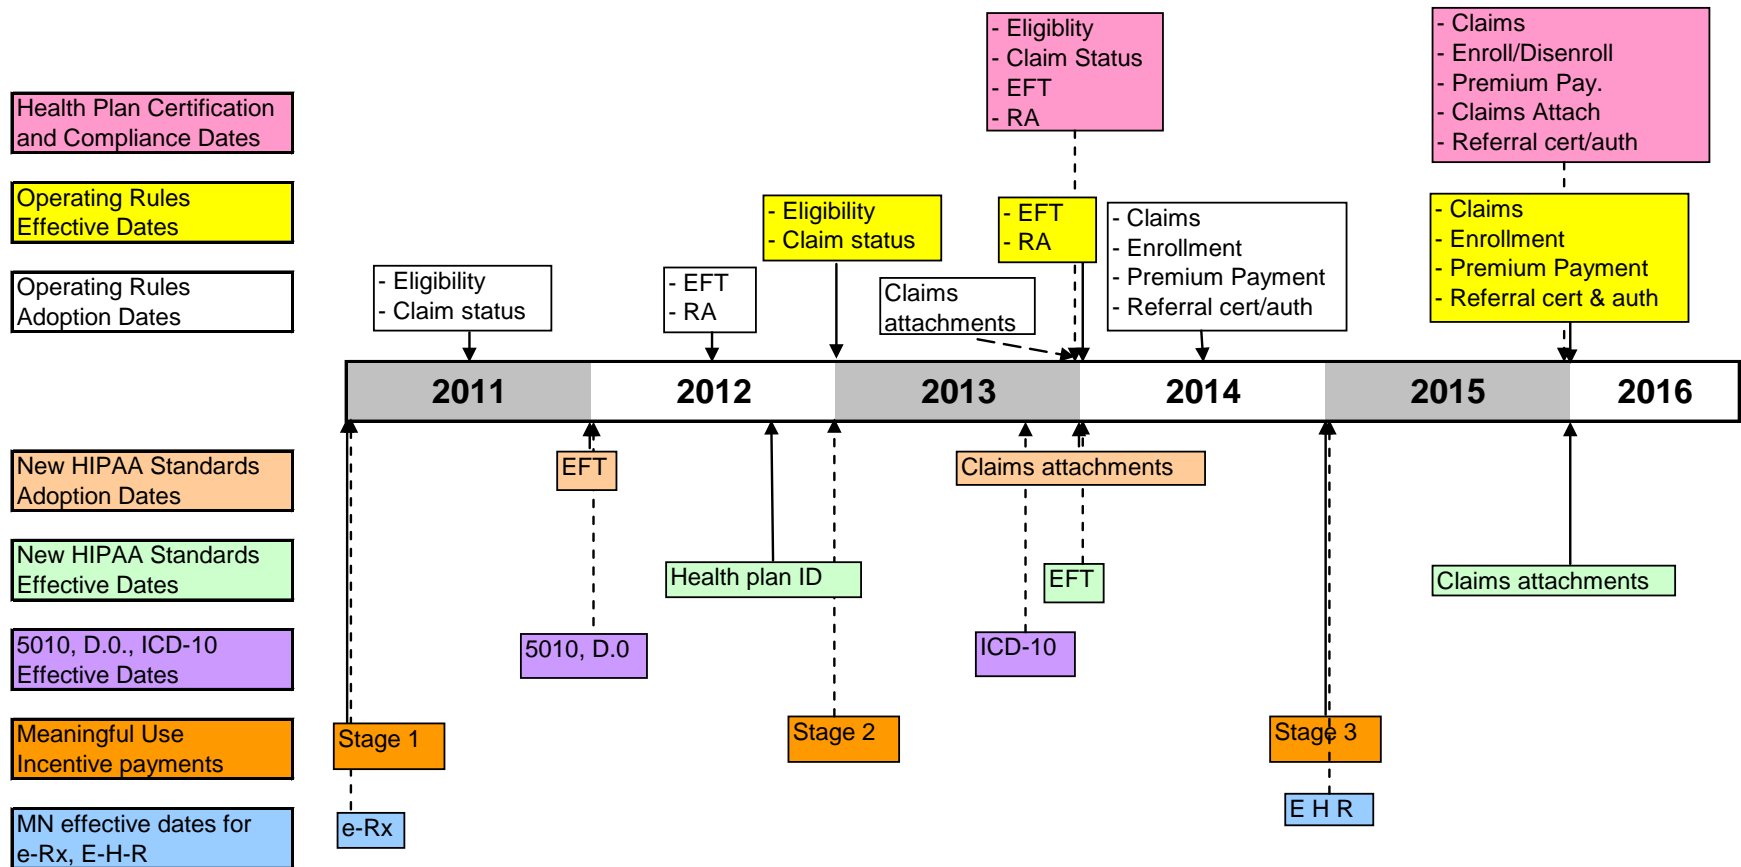 - Eligiblity
- Claim Status
- EFT
- RA
- Claims
- Enroll/Disenroll
- Premium Pay.
- Claims Attach
- Referral cert/auth
Health Plan Certification
and Compliance Dates
Operating Rules
Effective Dates
- Eligibility
- Claim status
- EFT
- RA
- Claims
- Enrollment
- Premium Payment
- Referral cert/auth
- Claims
- Enrollment
- Premium Payment
- Referral cert & auth
Operating Rules
Adoption Dates
- Eligibility
- Claim status
- EFT
- RA
Claims
attachments
2011 2012 2013 2014 2015 2016
New HIPAA Standards
Adoption Dates
EFT
Claims attachments
New HIPAA Standards
Effective Dates
Health plan ID
EFT
Claims attachments
5010, D.0., ICD-10
Effective Dates
5010, D.0
ICD-10
Meaningful Use
Incentive payments
Stage 1
Stage 2
Stage 3
MN effective dates for
e-Rx, E-H-R
e-Rx
E H R